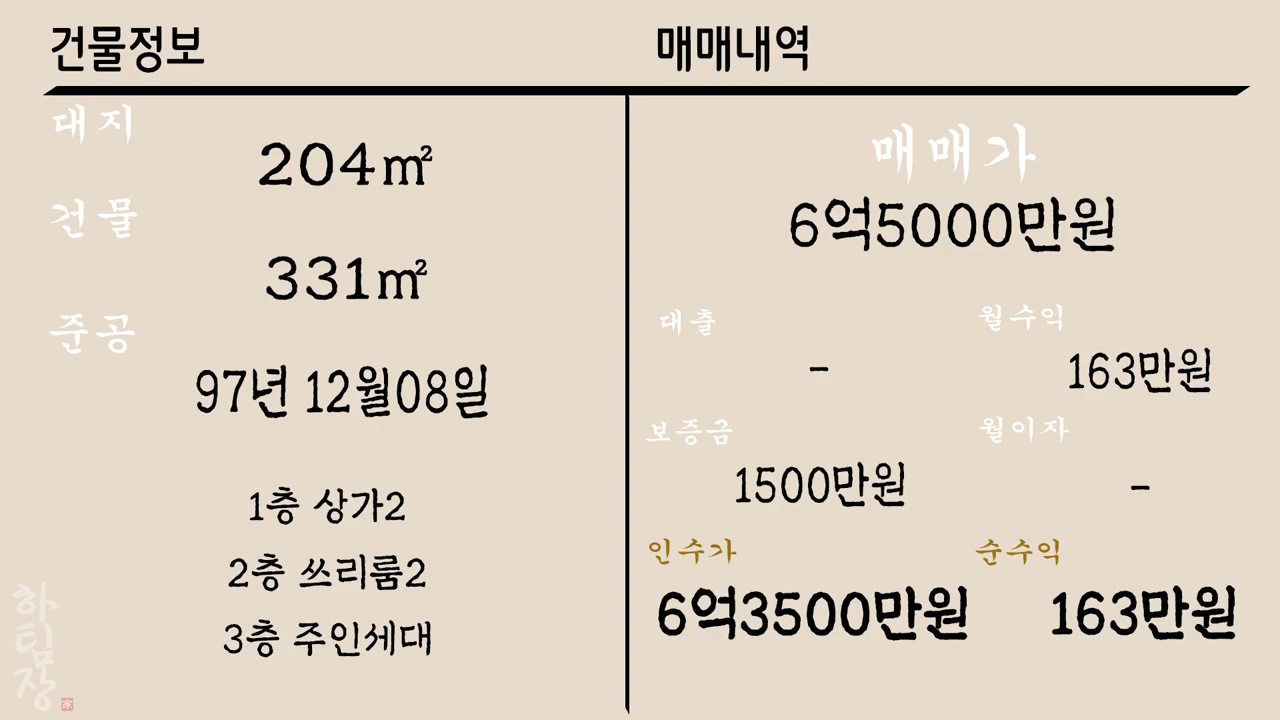 건물정보
대지
204㎡
건물
331㎡
준공
97년 12월08일
1층 상가2
2층 쓰리룸2
3층 주인세대
매매내역
매매가
6억5000만원
대출
-
월수익
163만원
보증금
1500만원
월이자
-
인수가
6억3500만원
순수익
163만원
하팀장